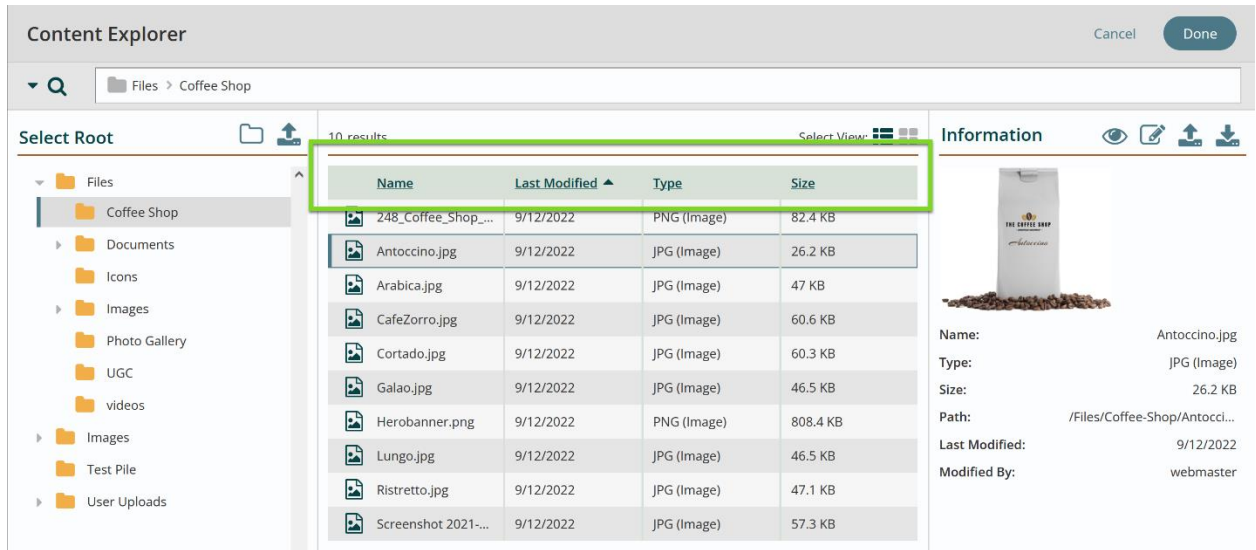 Content Explorer
Cancel
Done
Files > Coffee Shop
Select Root
Files
Coffee Shop
Documents
Icons
Images
Photo Gallery
UGC
videos
Images
Test Pile
User Uploads
10 results
Select View:
Name Last Modified Type Size
248_Coffee_Shop_... 9/12/2022 PNG (Image) 82.4 KB
Antoccino.jpg 9/12/2022 JPG (Image) 26.2 KB
Arabica.jpg 9/12/2022 JPG (Image) 47 KB
CafeZorro.jpg 9/12/2022 JPG (Image) 60.6 KB
Cortado.jpg 9/12/2022 JPG (Image) 60.3 KB
Galao.jpg 9/12/2022 JPG (Image) 46.5 KB
Herobanner.png 9/12/2022 PNG (Image) 808.4 KB
Lungo.jpg 9/12/2022 JPG (Image) 46.5 KB
Ristretto.jpg 9/12/2022 JPG (Image) 47.1 KB
Screenshot 2021-... 9/12/2022 JPG (Image) 57.3 KB
Information
THE COFFEE SHOP
Antoccino
Name: Antoccino.jpg
Type: JPG (Image)
Size: 26.2 KB
Path: /Files/Coffee-Shop/Antocci...
Last Modified: 9/12/2022
Modified By: webmaster